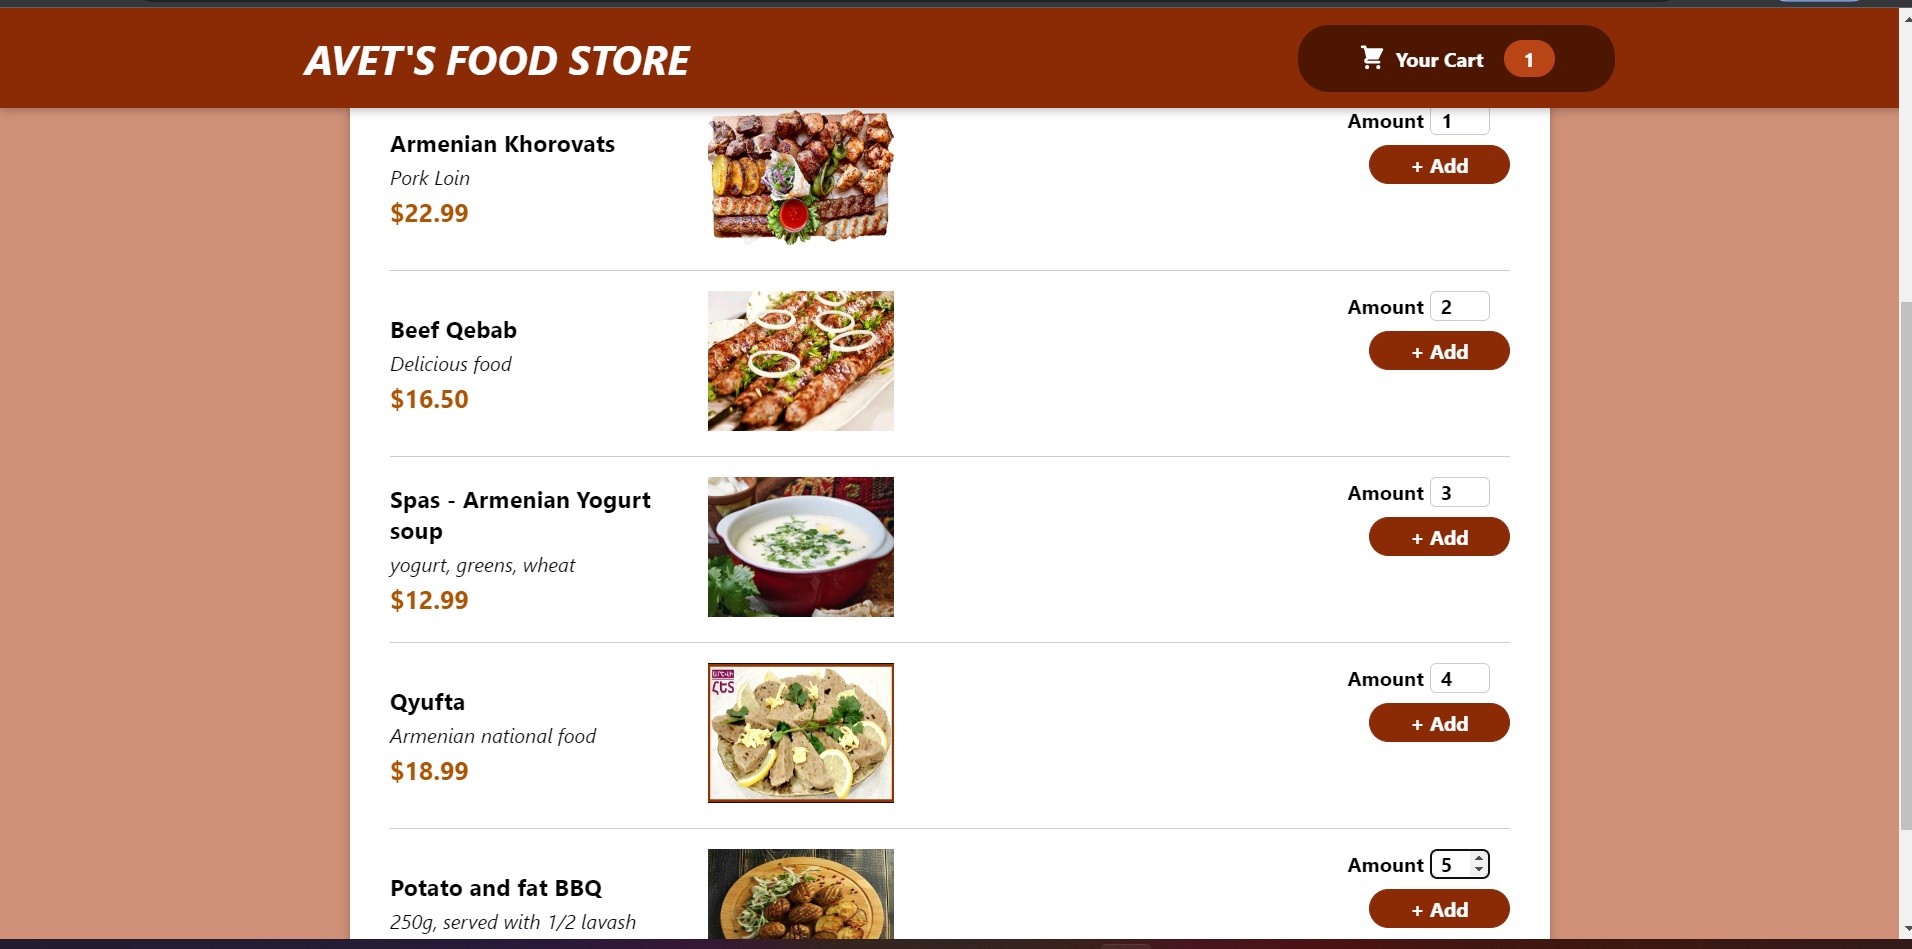 AVET'S FOOD STORE
Your Cart 1
Armenian Khorovats
Pork Loin
$22.99
Amount 1
+ Add
Beef Qebab
Delicious food
$16.50
Amount 2
+ Add
Spas - Armenian Yogurt
soup
yogurt, greens, wheat
$12.99
Amount 3
+ Add
Qyufta
Armenian national food
$18.99
ՀԵՏ
Amount 4
+ Add
Potato and fat BBQ
250g, served with 1/2 lavash
Amount 5
+ Add